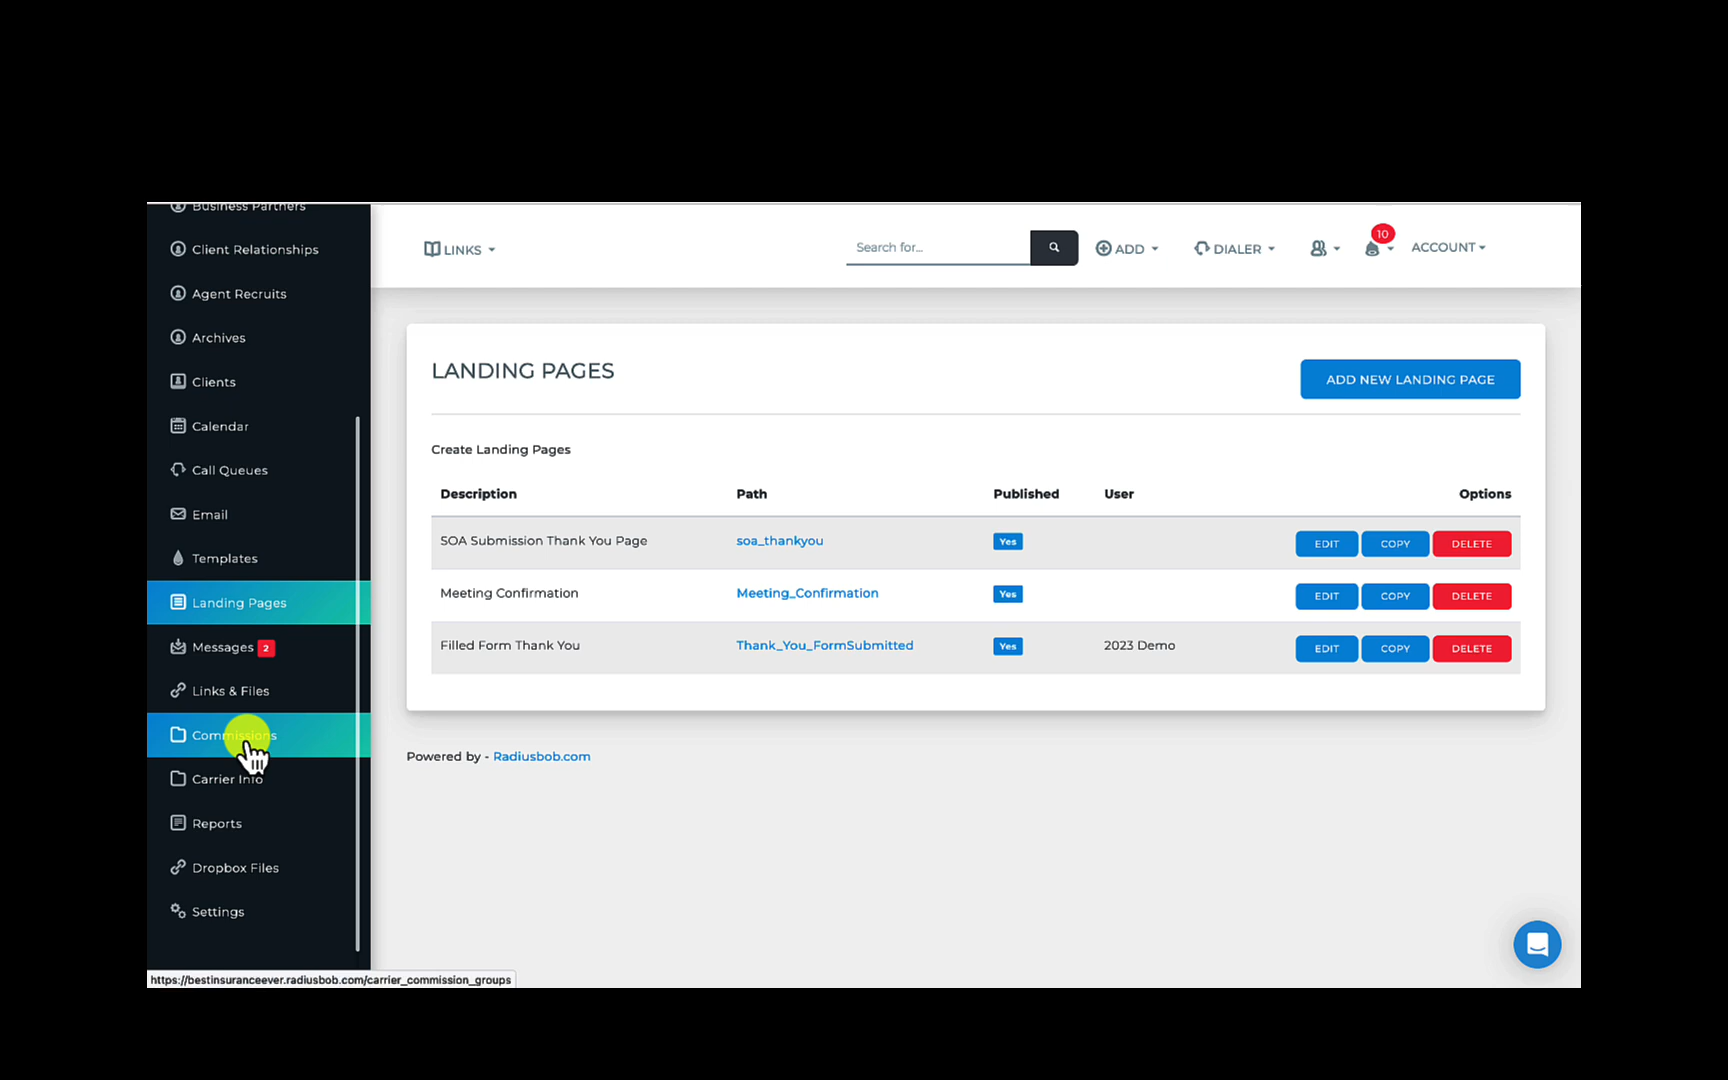 Business Partners
Client Relationships
Agent Recruits
Archives
Clients
Calendar
Call Queues
Email
Templates
Landing Pages
Messages 2
Links & Files
Commissions
Carrier Info
Reports
Dropbox Files
Settings
https://bestinsuranceever.radiusbob.com/carrier_commission_groups
LINKS
Search for...
ADD
DIALER
10
ACCOUNT
LANDING PAGES
ADD NEW LANDING PAGE
Create Landing Pages
Description Path Published User Options
SOA Submission Thank You Page soa_thankyou Yes EDIT COPY DELETE
Meeting Confirmation Meeting_Confirmation Yes EDIT COPY DELETE
Filled Form Thank You Thank_You_FormSubmitted Yes 2023 Demo EDIT COPY DELETE
Powered by - Radiusbob.com